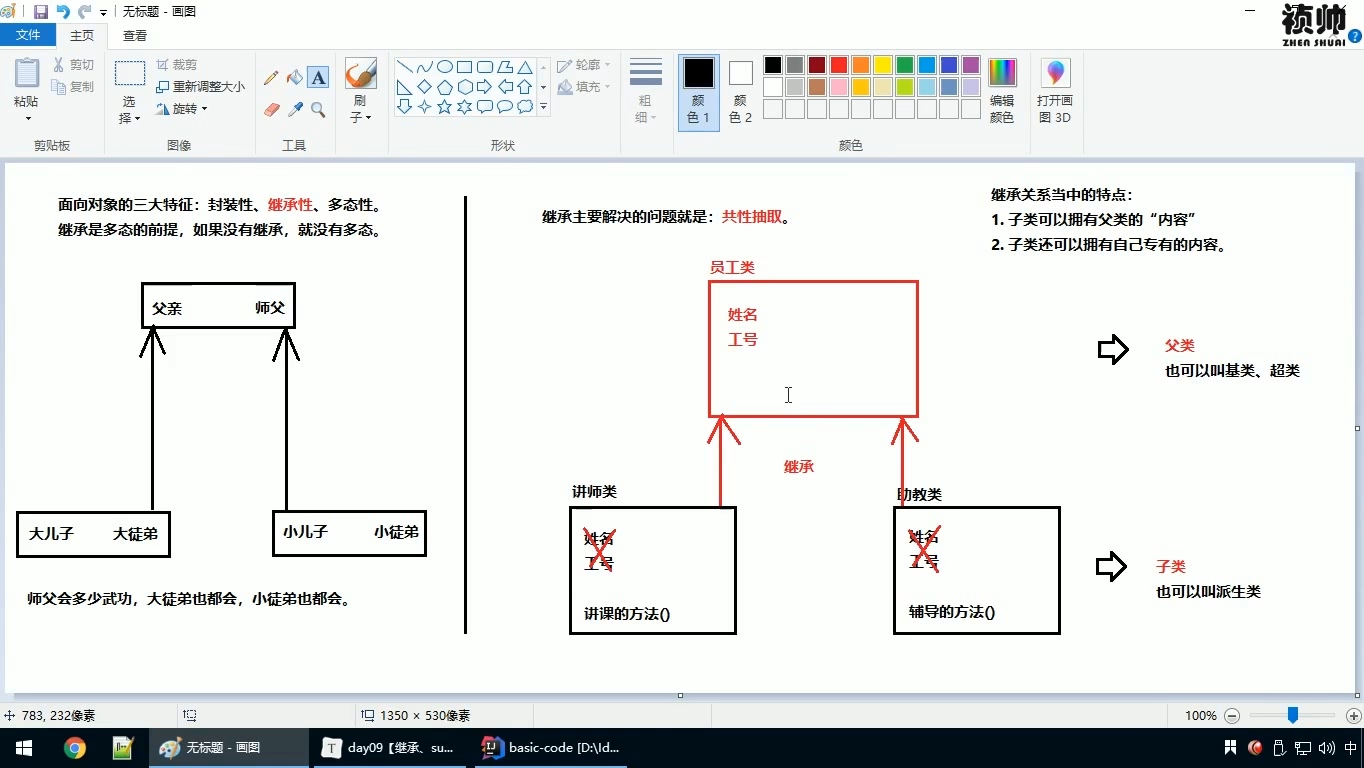 无标题 - 画图
祯帅
ZHEN SHUAI
文件
主页
查看
粘贴
剪切
复制
剪贴板
选择
裁剪
重新调整大小
旋转
图像
A
工具
刷子
轮廓
填充
形状
粗细
颜色 1
颜色 2
编辑颜色
颜色
打开画图 3D
面向对象的三大特征：封装性、继承性、多态性。
继承是多态的前提，如果没有继承，就没有多态。
父亲 师父
大儿子 大徒弟
小儿子 小徒弟
师父会多少武功，大徒弟也都会，小徒弟也都会。
继承主要解决的问题就是：共性抽取。
员工类
姓名
工号
继承
讲师类
姓名
工号
讲课的方法()
助教类
姓名
工号
辅导的方法()
继承关系当中的特点：
1. 子类可以拥有父类的“内容”
2. 子类还可以拥有自己专有的内容。
父类
也可以叫基类、超类
子类
也可以叫派生类
783, 232像素
1350 × 530像素
100%
无标题 - 画图
day09【继承、su...
basic-code [D:\Id...
中